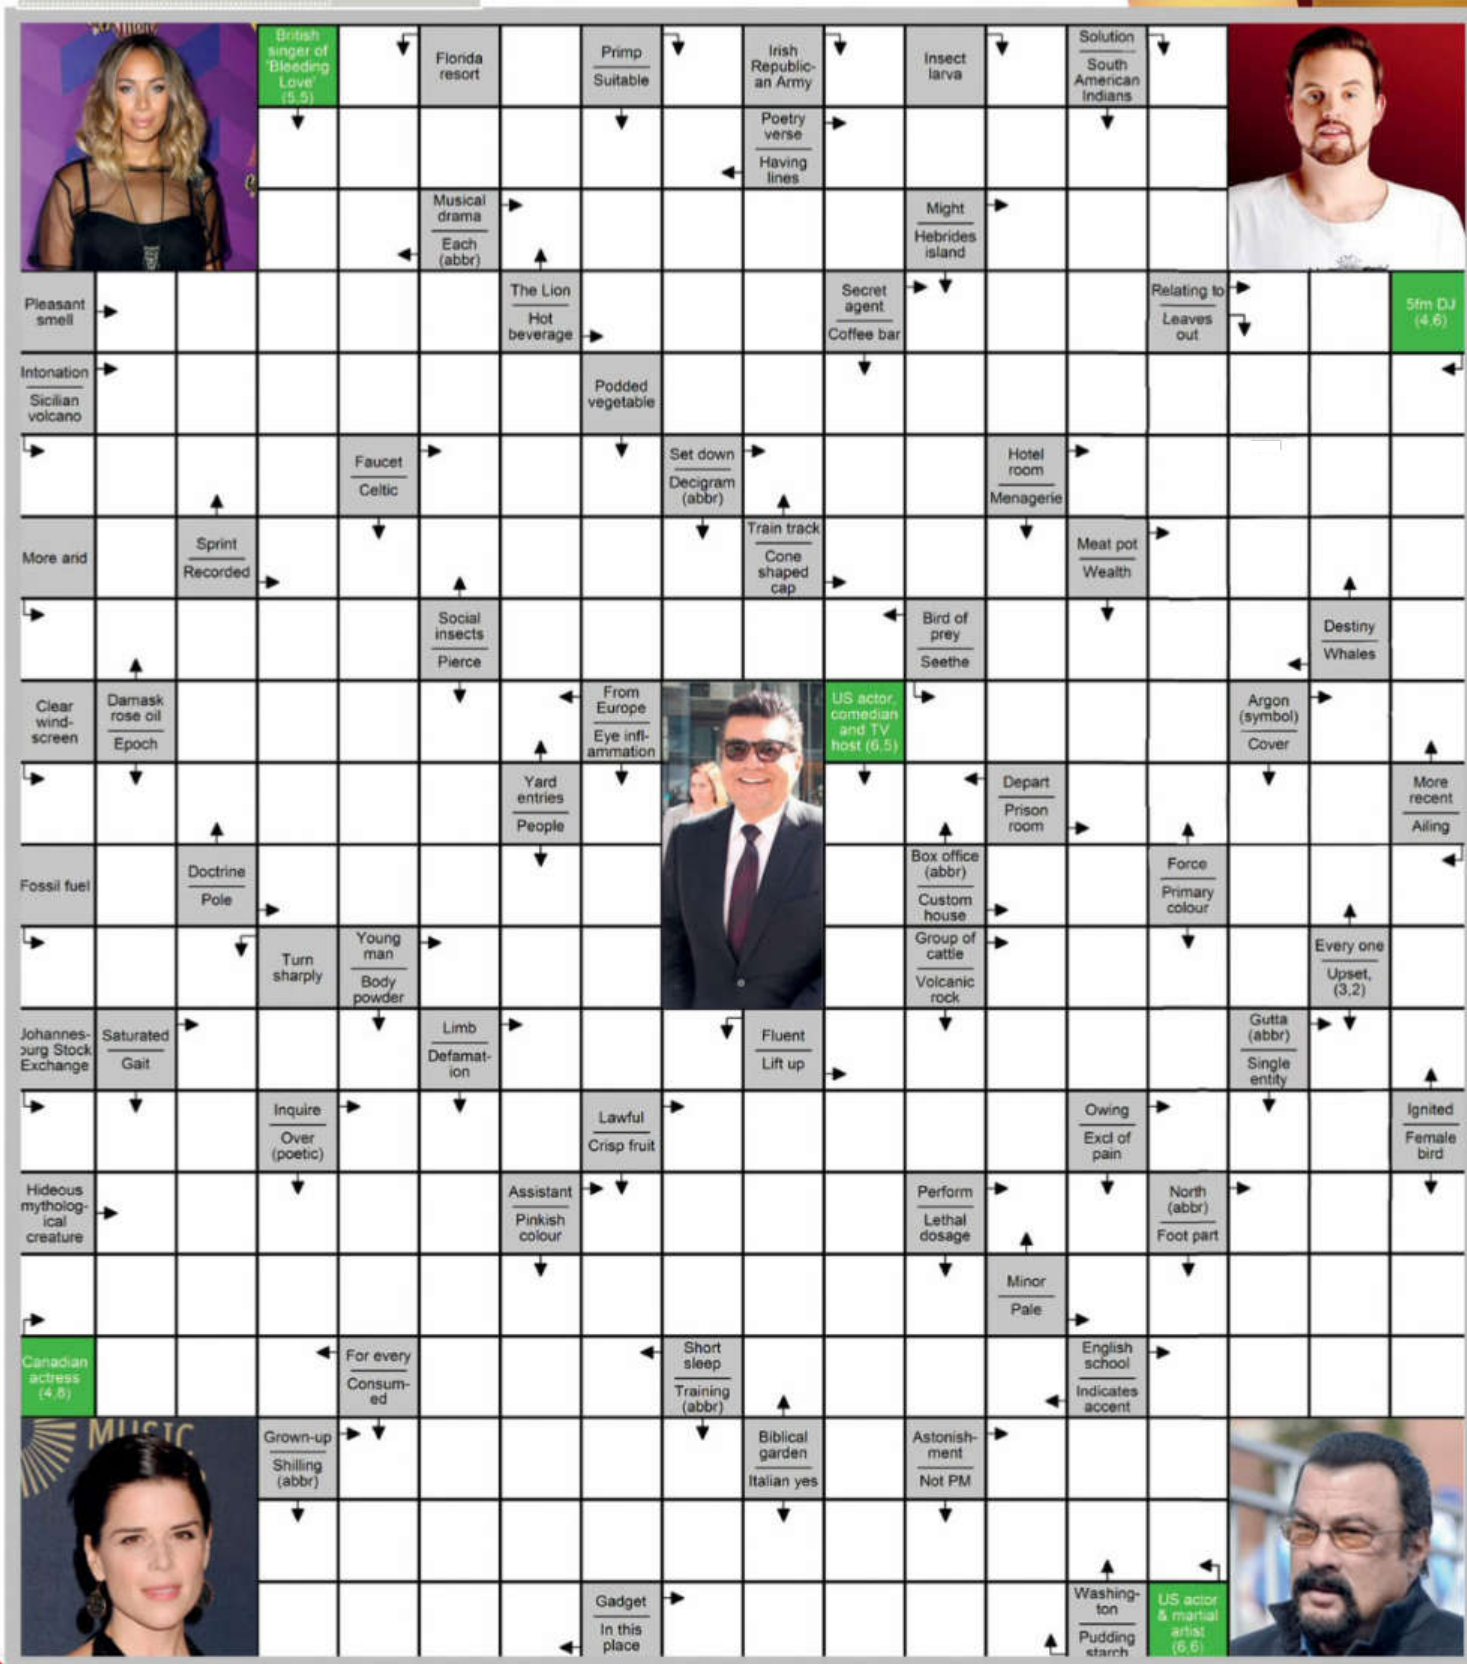 British
singer of
'Bleeding
Love'
(5,5)
Florida
resort
Primp
Suitable
Irish
Republic-
an Army
Insect
larva
Solution
South
American
Indians
Poetry
verse
Having
lines
Musical
drama
Each
(abbr)
Might
Hebrides
island
Pleasant
smell
The Lion
Hot
beverage
Secret
agent
Coffee bar
Relating to
Leaves
out
5fm DJ
(4,6)
Intonation
Sicilian
volcano
Podded
vegetable
Faucet
Celtic
Set down
Decigram
(abbr)
Hotel
room
Menagerie
More arid
Sprint
Recorded
Train track
Cone
shaped
cap
Meat pot
Wealth
Social
insects
Pierce
Bird of
prey
Seethe
Destiny
Whales
Clear
wind-
screen
Damask
rose oil
Epoch
From
Europe
Eye infl-
ammation
US actor,
comedian
and TV
host (6,5)
Argon
(symbol)
Cover
Yard
entries
People
Depart
Prison
room
More
recent
Ailing
Fossil fuel
Doctrine
Pole
Box office
(abbr)
Custom
house
Force
Primary
colour
Turn
sharply
Young
man
Body
powder
Group of
cattle
Volcanic
rock
Every one
Upset,
(3,2)
Johannes-
burg Stock
Exchange
Saturated
Gait
Limb
Defamat-
ion
Fluent
Lift up
Gutta
(abbr)
Single
entity
Inquire
Over
(poetic)
Lawful
Crisp fruit
Owing
Excl of
pain
Ignited
Female
bird
Hideous
mytholog-
ical
creature
Assistant
Pinkish
colour
Perform
Lethal
dosage
North
(abbr)
Foot part
Minor
Pale
Canadian
actress
(4,8)
For every
Consum-
ed
Short
sleep
Training
(abbr)
English
school
Indicates
accent
MUSIC
Grown-up
Shilling
(abbr)
Biblical
garden
Italian yes
Astonish-
ment
Not PM
Gadget
In this
place
Washing-
ton
Pudding
starch
US actor
& martial
artist
(6,6)